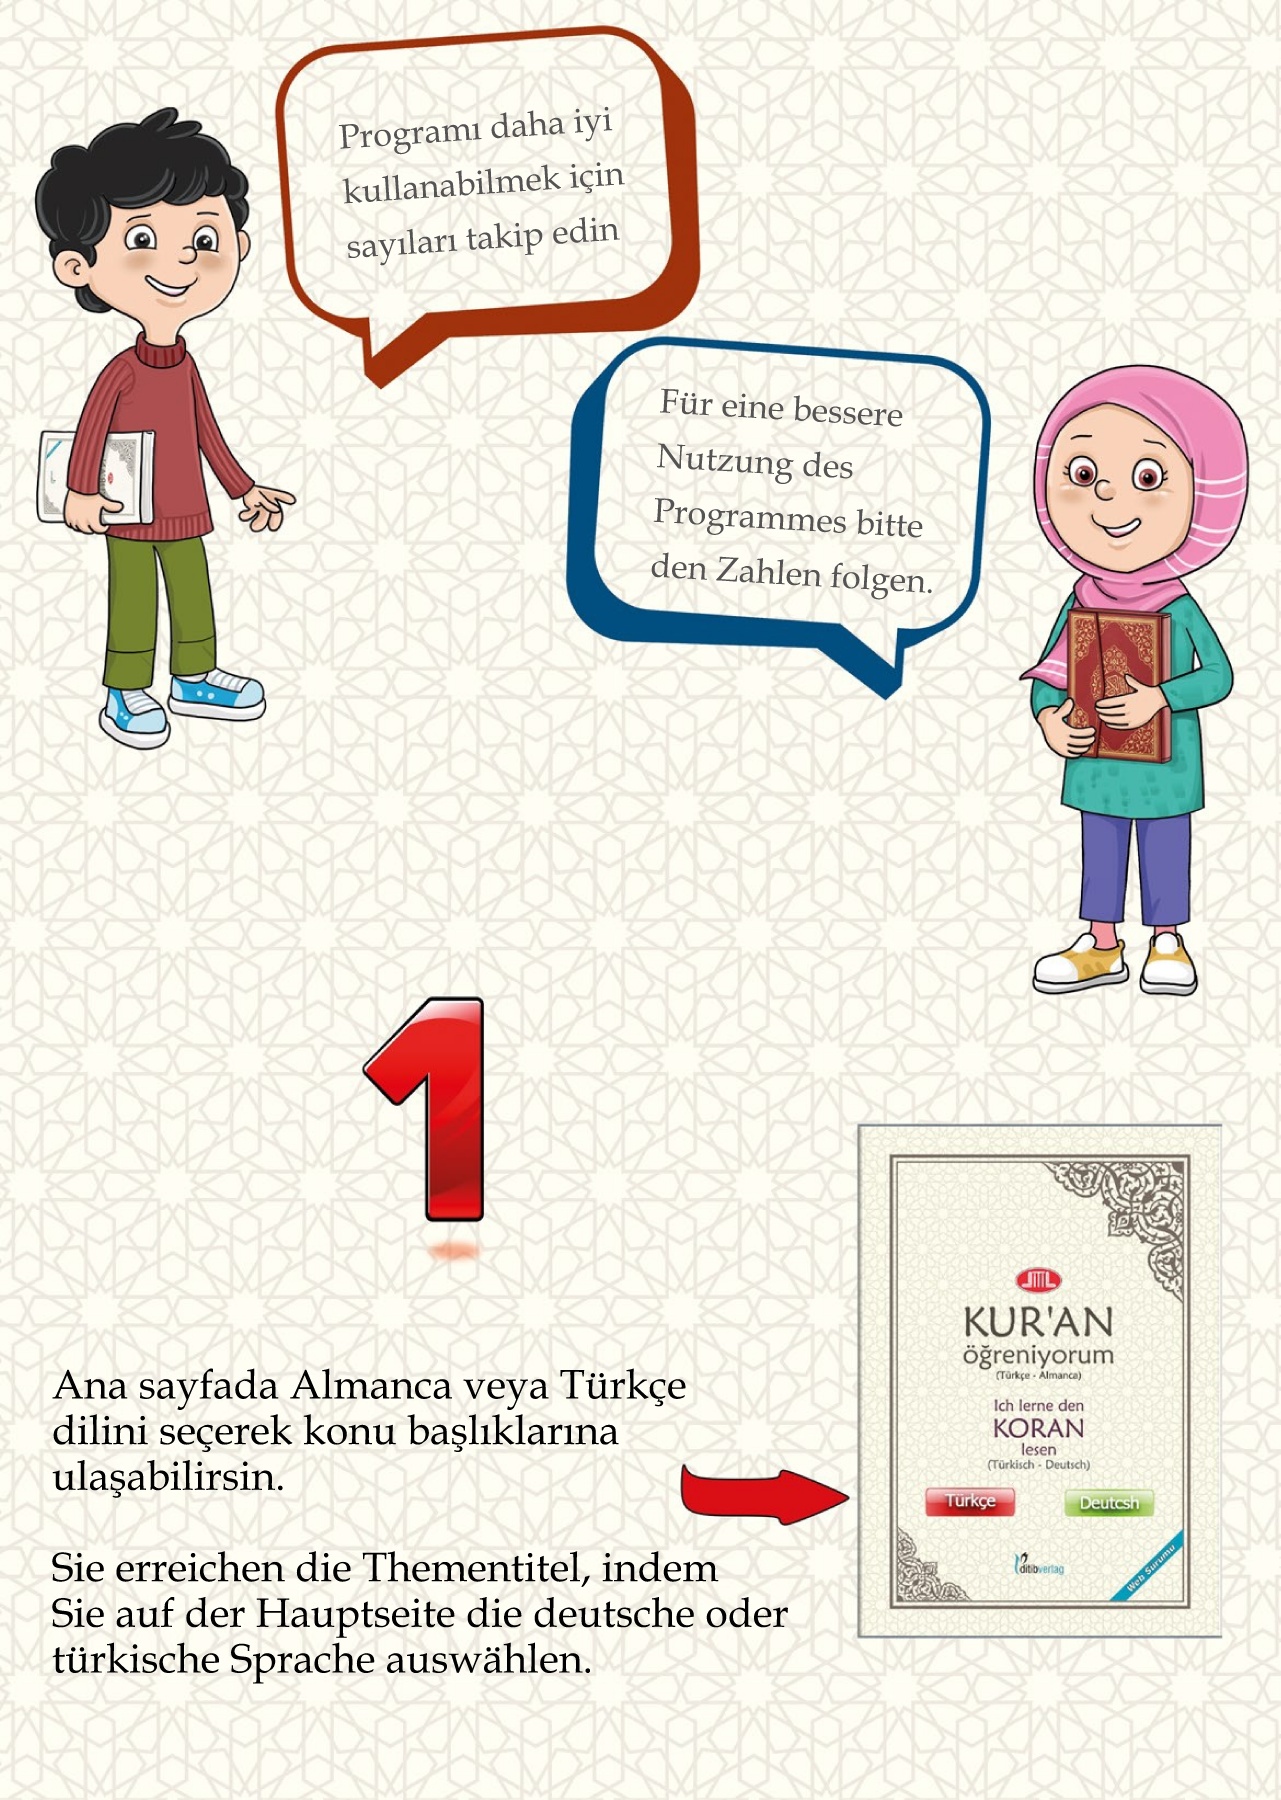 Programı daha iyi
kullanabilmek için
sayıları takip edin
Für eine bessere
Nutzung des
Programmes bitte
den Zahlen folgen.
1
Ana sayfada Almanca veya Türkçe
dilini seçerek konu başlıklarına
ulaşabilirsin.
Sie erreichen die Thementitel, indem
Sie auf der Hauptseite die deutsche oder
türkische Sprache auswählen.
KUR'AN
öğreniyorum
(Türkçe - Almanca)
Ich lerne den
KORAN
lesen
(Türkisch - Deutsch)
Türkçe
Deutcsh
ditibverlag
Web Surumu